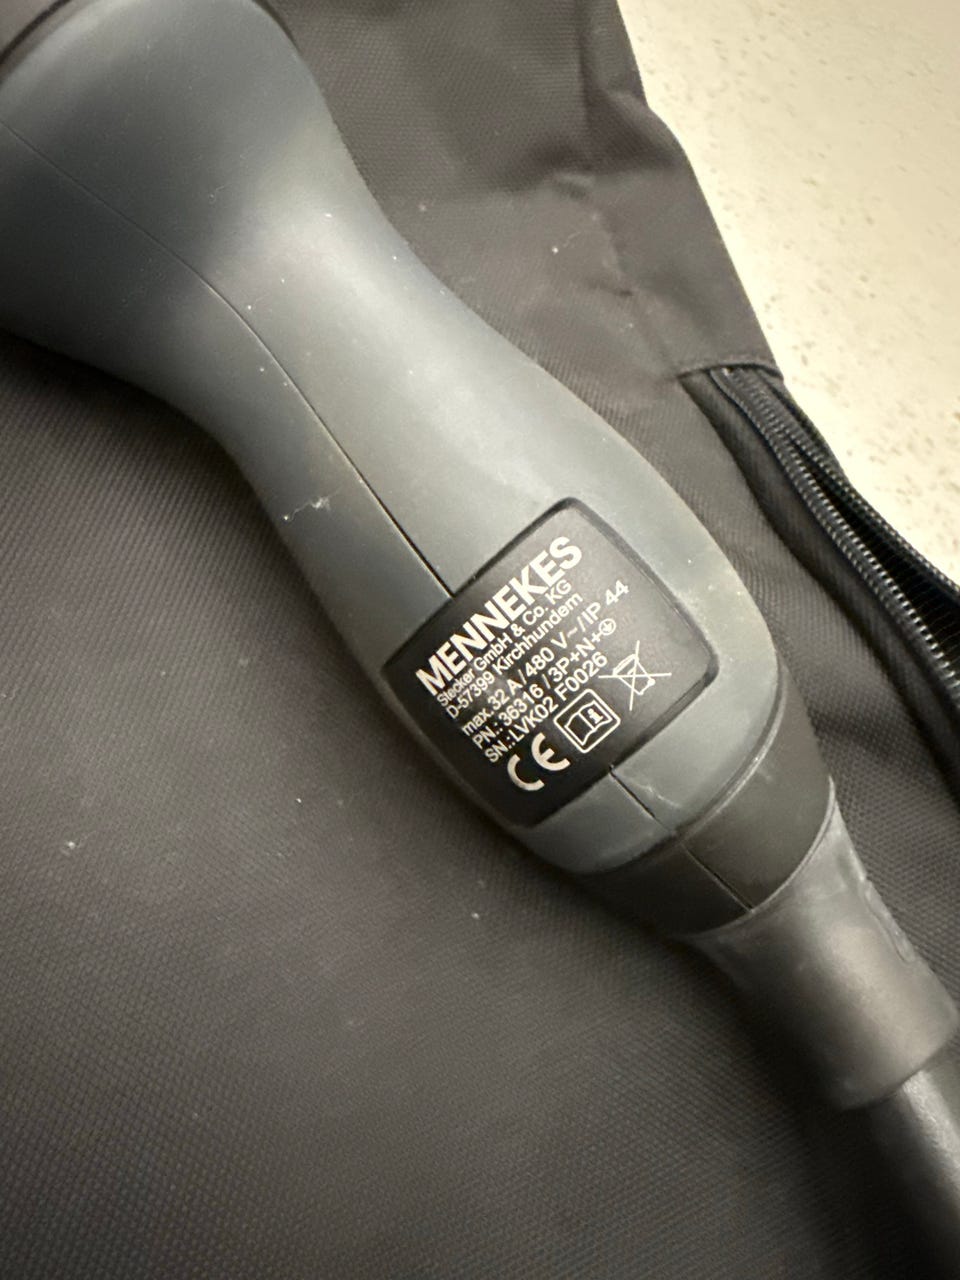 MENNEKES
Stecker GmbH & Co. KG
D-57399 Kirchhundem
max.32 A/480 V~/IP 44
PN.: 36316/3P+N+⏚
SN.:LVK02 F0026
CE